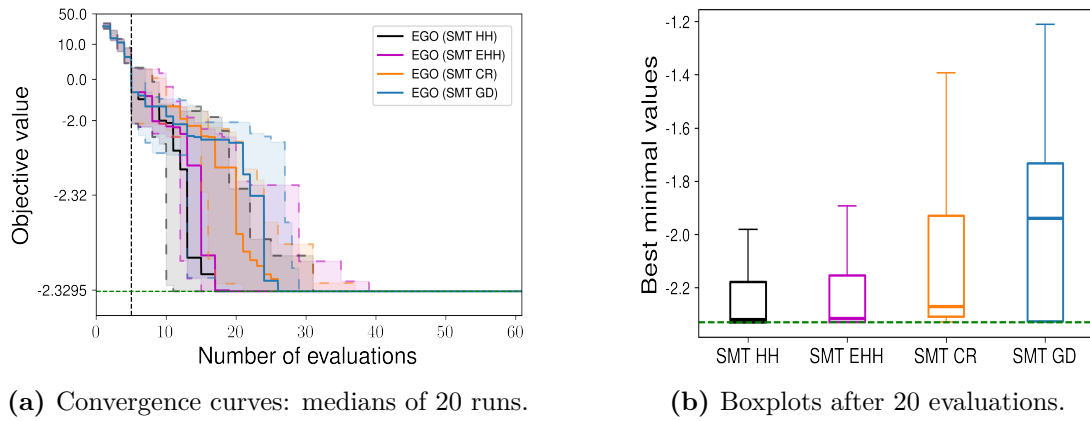 50.0
10.0
0.0
-2.0
-2.32
-2.3295
Objective value
EGO (SMT HH)
EGO (SMT EHH)
EGO (SMT CR)
EGO (SMT GD)
0 10 20 30 40 50 60
Number of evaluations
(a) Convergence curves: medians of 20 runs.
-1.2
-1.4
-1.6
-1.8
-2.0
-2.2
Best minimal values
SMT HH SMT EHH SMT CR SMT GD
(b) Boxplots after 20 evaluations.